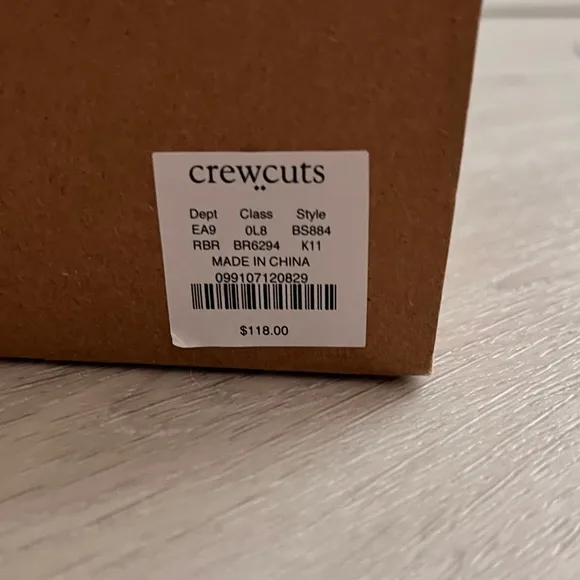 crewcuts
Dept Class Style
EA9 0L8 BS884
RBR BR6294 K11
MADE IN CHINA
099107120829
$118.00